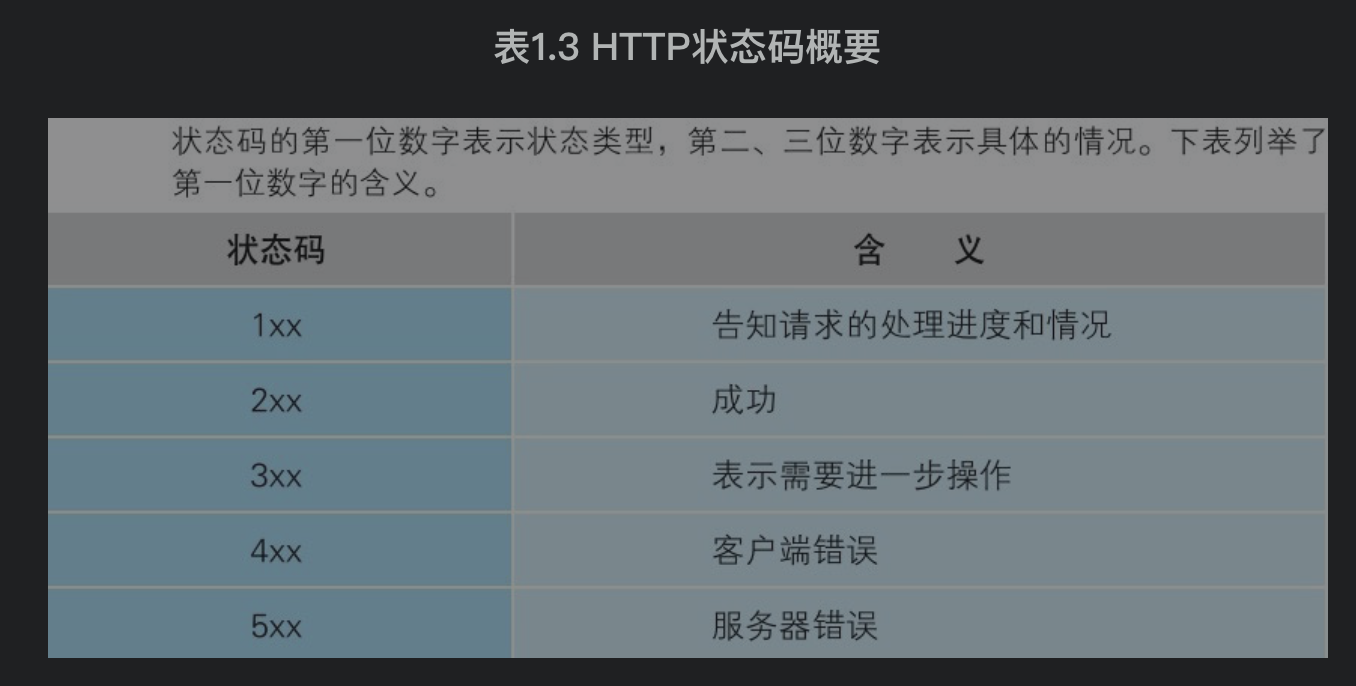 表1.3 HTTP状态码概要
状态码的第一位数字表示状态类型，第二、三位数字表示具体的情况。下表列举了
第一位数字的含义。
状态码 含 义
1xx 告知请求的处理进度和情况
2xx 成功
3xx 表示需要进一步操作
4xx 客户端错误
5xx 服务器错误